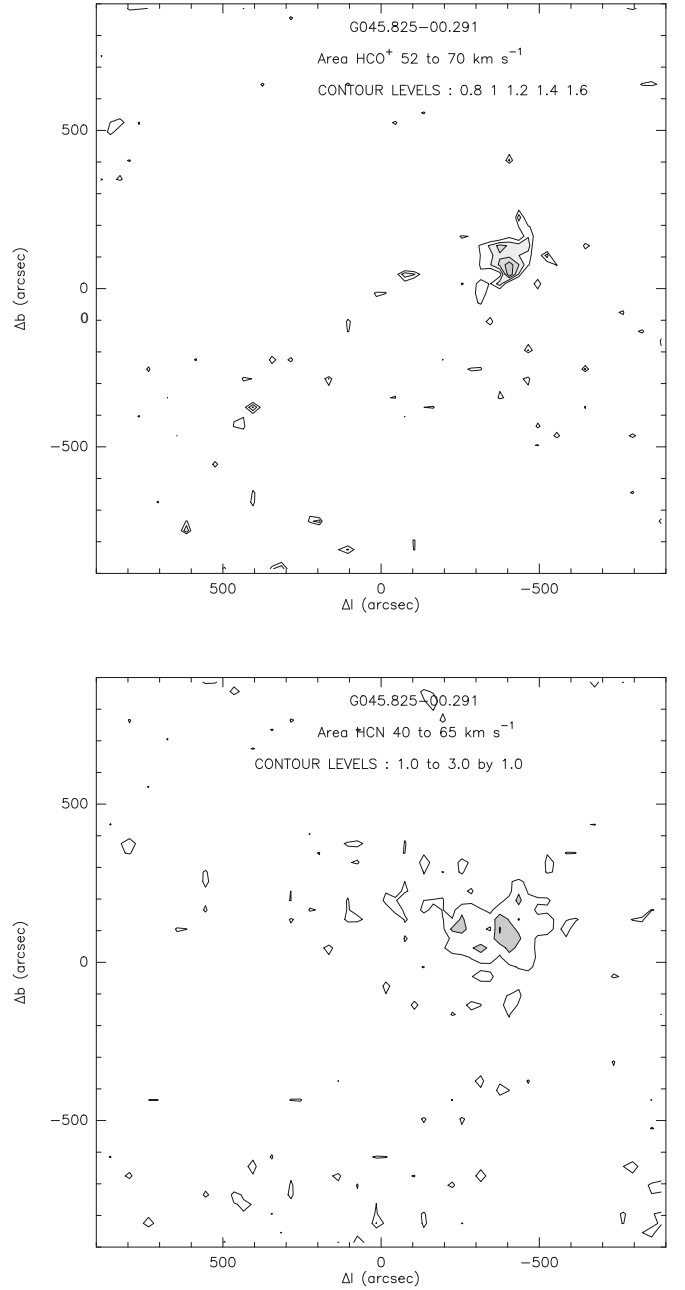 G045.825−00.291
Area HCO+ 52 to 70 km s−1
CONTOUR LEVELS : 0.8 1 1.2 1.4 1.6
500
0
0
−500
Δb (arcsec)
500 0 −500
Δl (arcsec)
G045.825−00.291
Area HCN 40 to 65 km s−1
CONTOUR LEVELS : 1.0 to 3.0 by 1.0
500
0
−500
Δb (arcsec)
500 0 −500
Δl (arcsec)